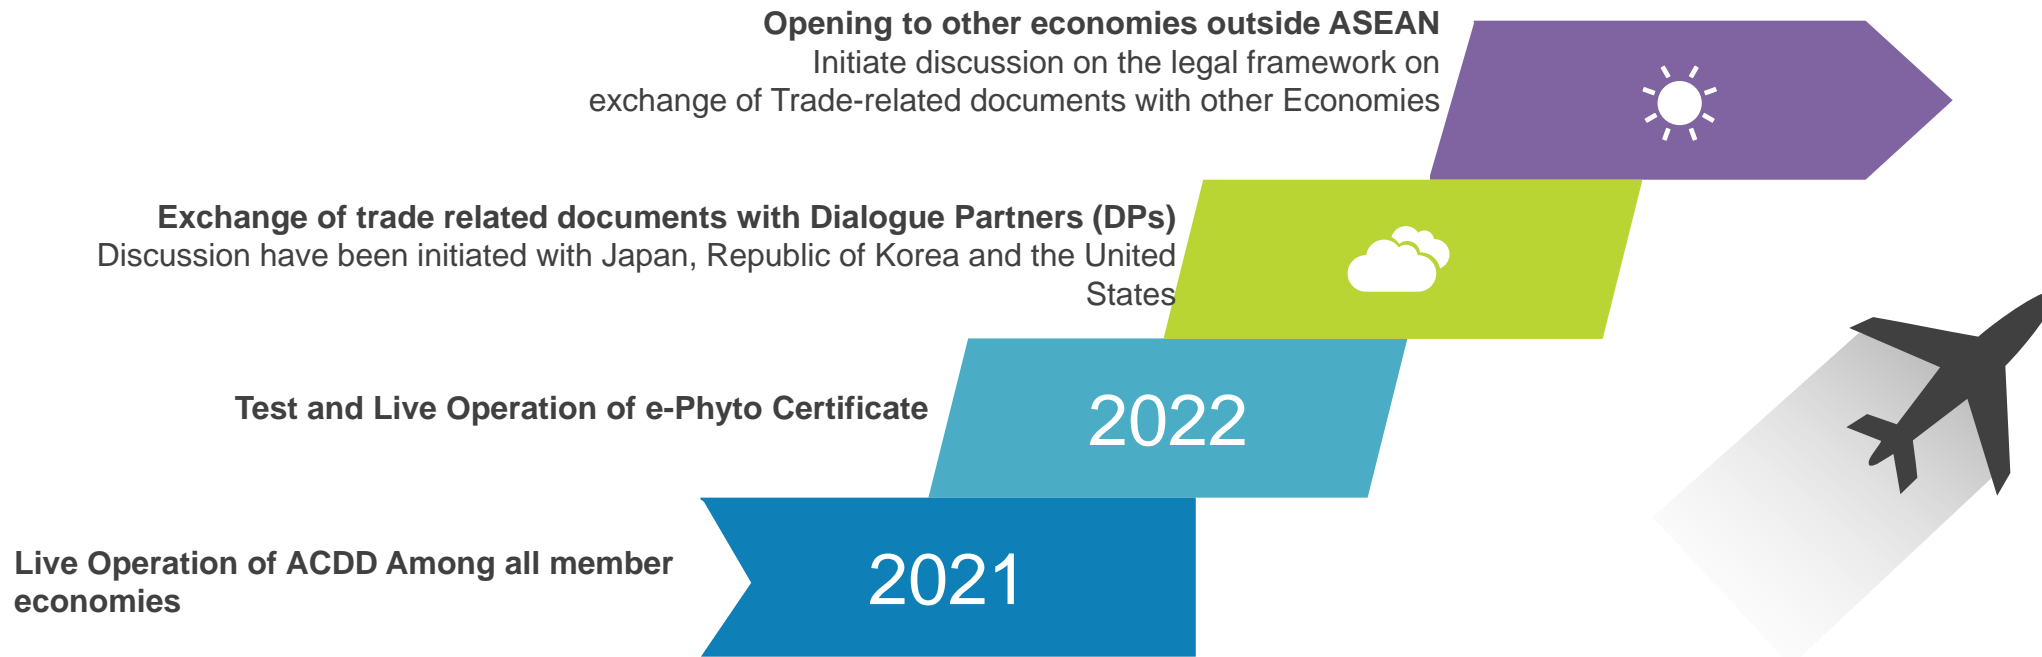 Opening to other economies outside ASEAN
Initiate discussion on the legal framework on
exchange of Trade-related documents with other Economies
Exchange of trade related documents with Dialogue Partners (DPs)
Discussion have been initiated with Japan, Republic of Korea and the United
States
Test and Live Operation of e-Phyto Certificate
2022
Live Operation of ACDD Among all member
economies
2021